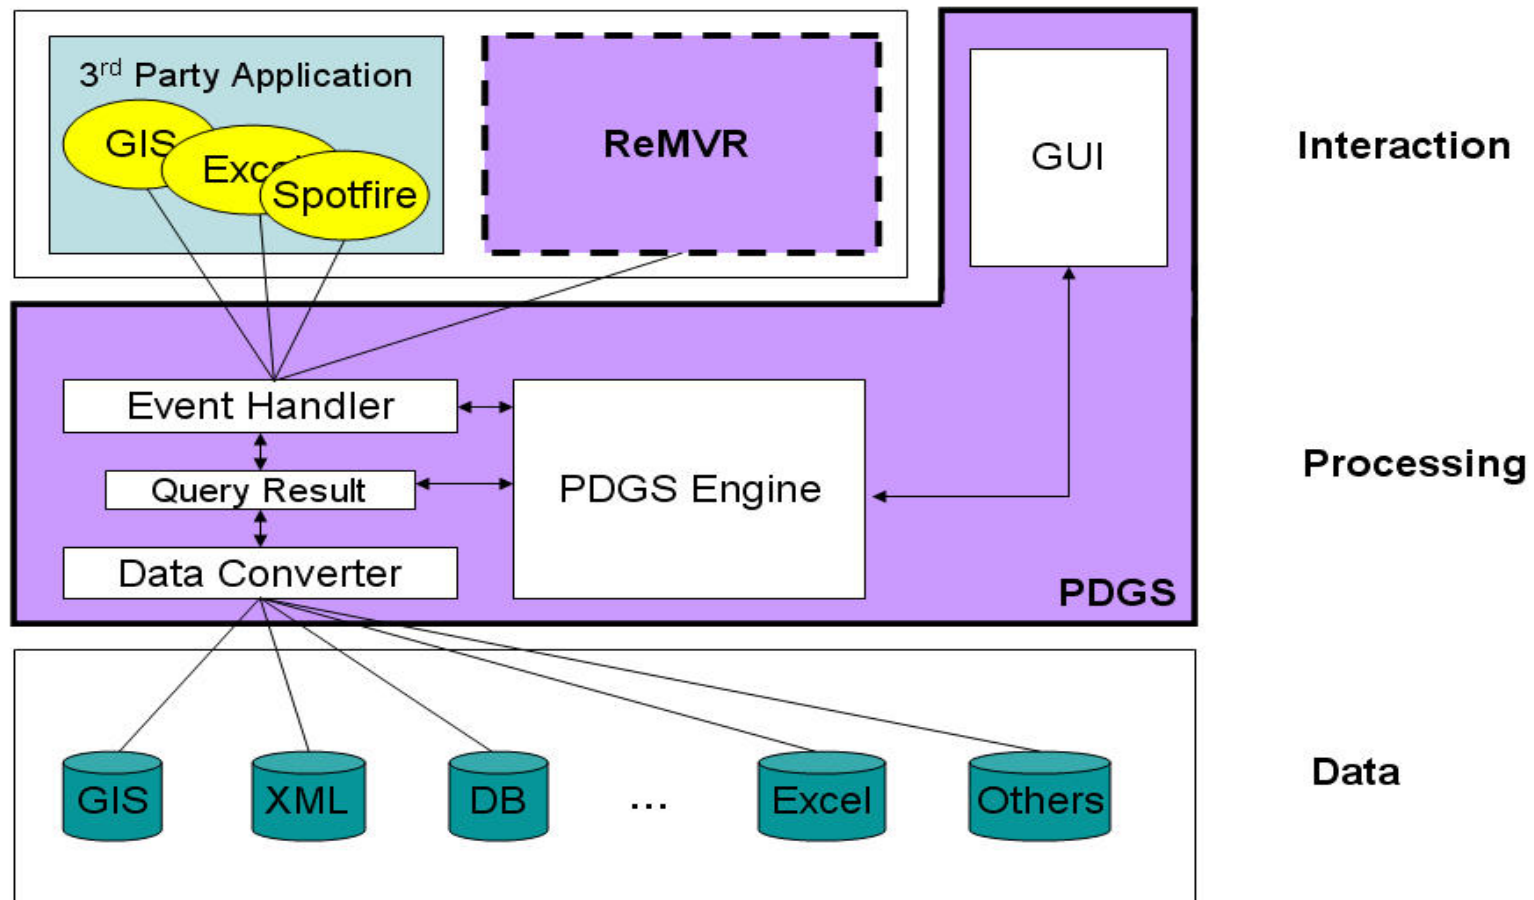 3rd Party Application
GIS
Excel
Spotfire
ReMVR
GUI
Interaction
Event Handler
Query Result
Data Converter
PDGS Engine
Processing
PDGS
GIS
XML
DB
...
Excel
Others
Data